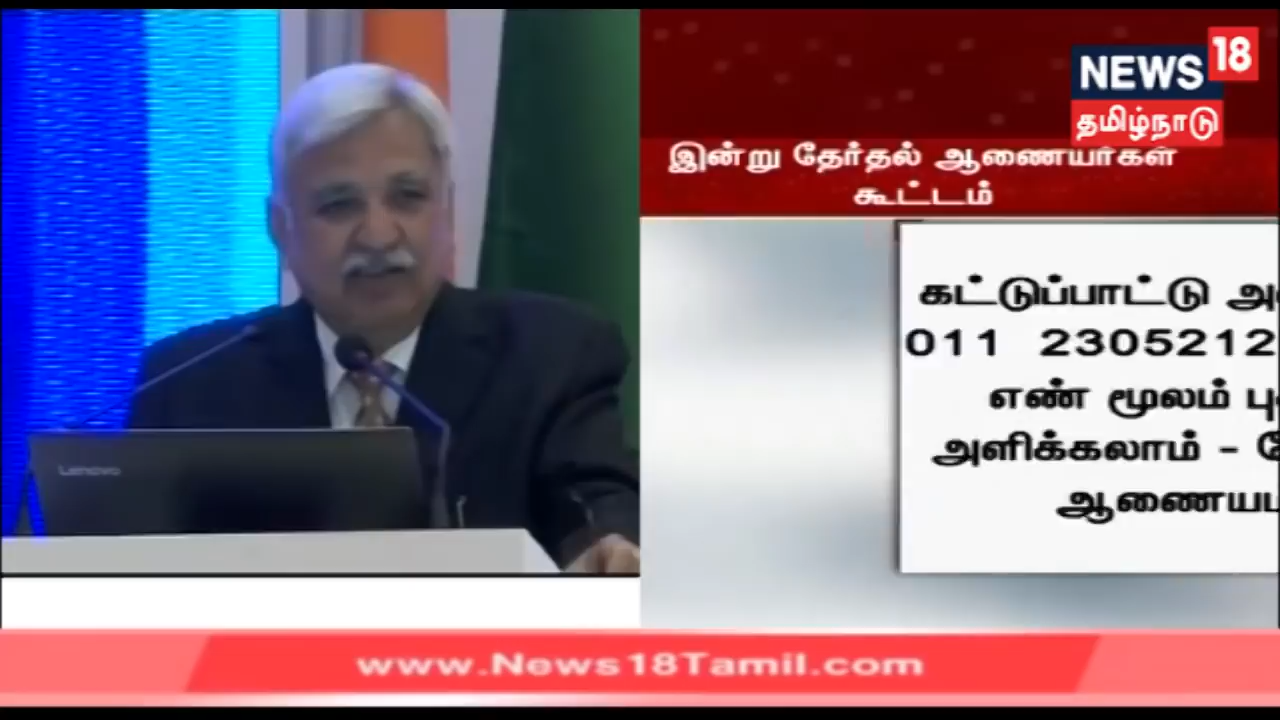 NEWS 18
தமிழ்நாடு
இன்று தேர்தல் ஆணையர்கள்
கூட்டம்
கட்டுப்பாட்டு
011 2305212
எண் மூலம்
அளிக்கலாம் -
Lenovo
www.News18Tamil.com